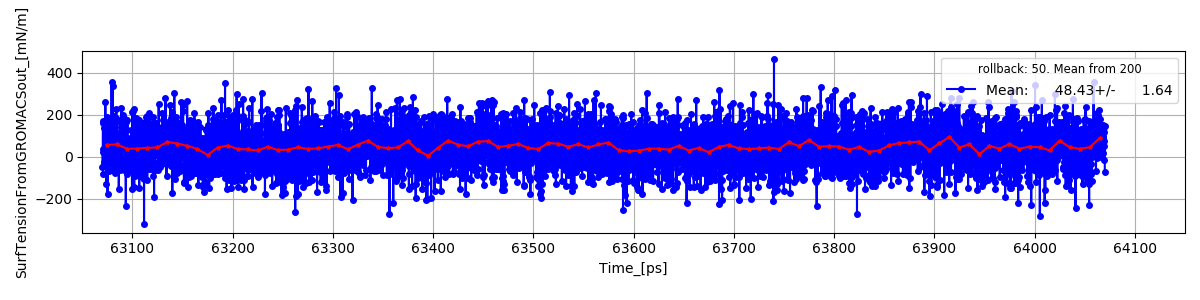 SurfTensionFromGROMACSout_[mN/m]
400
200
0
−200
rollback: 50. Mean from 200
Mean: 48.43+/- 1.64
63100 63200 63300 63400 63500 63600 63700 63800 63900 64000 64100
Time_[ps]